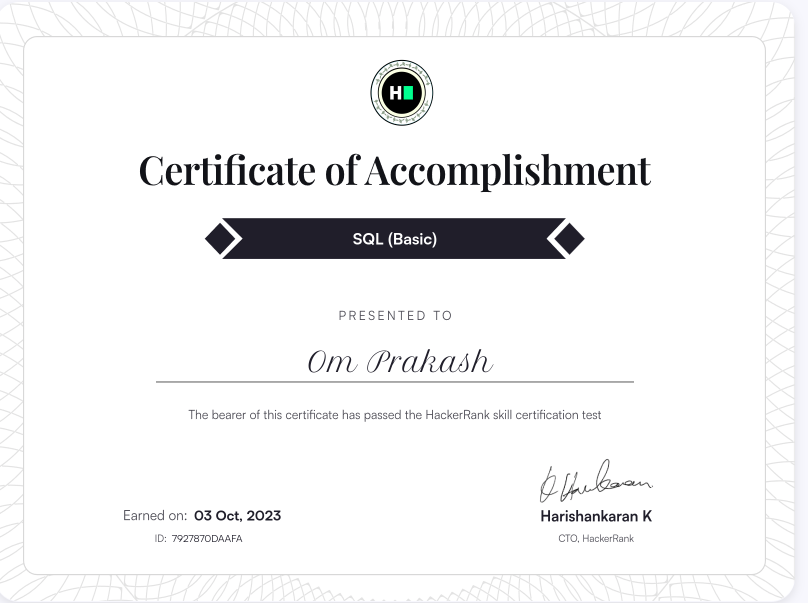 H
Certificate of Accomplishment
SQL (Basic)
PRESENTED TO
Om Prakash
The bearer of this certificate has passed the HackerRank skill certification test
Earned on: 03 Oct, 2023
ID: 7927870DAAFA
Harishankaran K
CTO, HackerRank